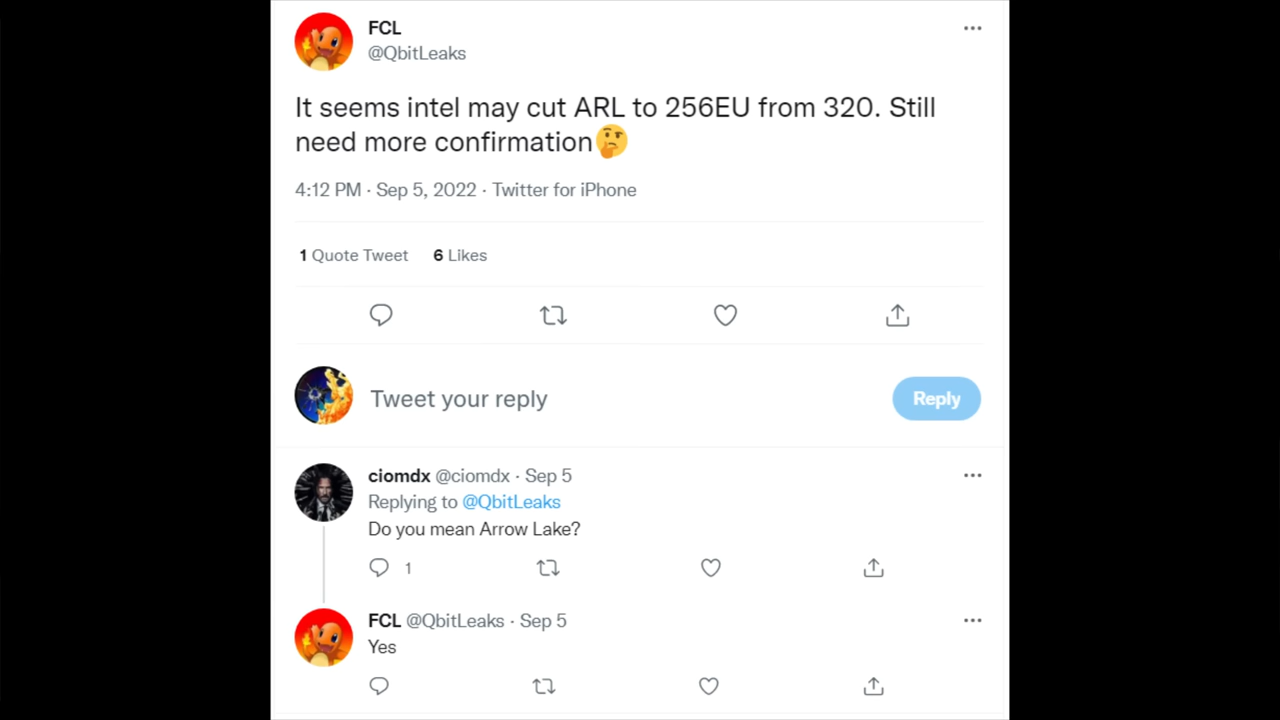 FCL
@QbitLeaks
It seems intel may cut ARL to 256EU from 320. Still
need more confirmation🤔
4:12 PM · Sep 5, 2022 · Twitter for iPhone
1 Quote Tweet 6 Likes
Tweet your reply Reply
ciomdx @ciomdx · Sep 5
Replying to @QbitLeaks
Do you mean Arrow Lake?
1
FCL @QbitLeaks · Sep 5
Yes